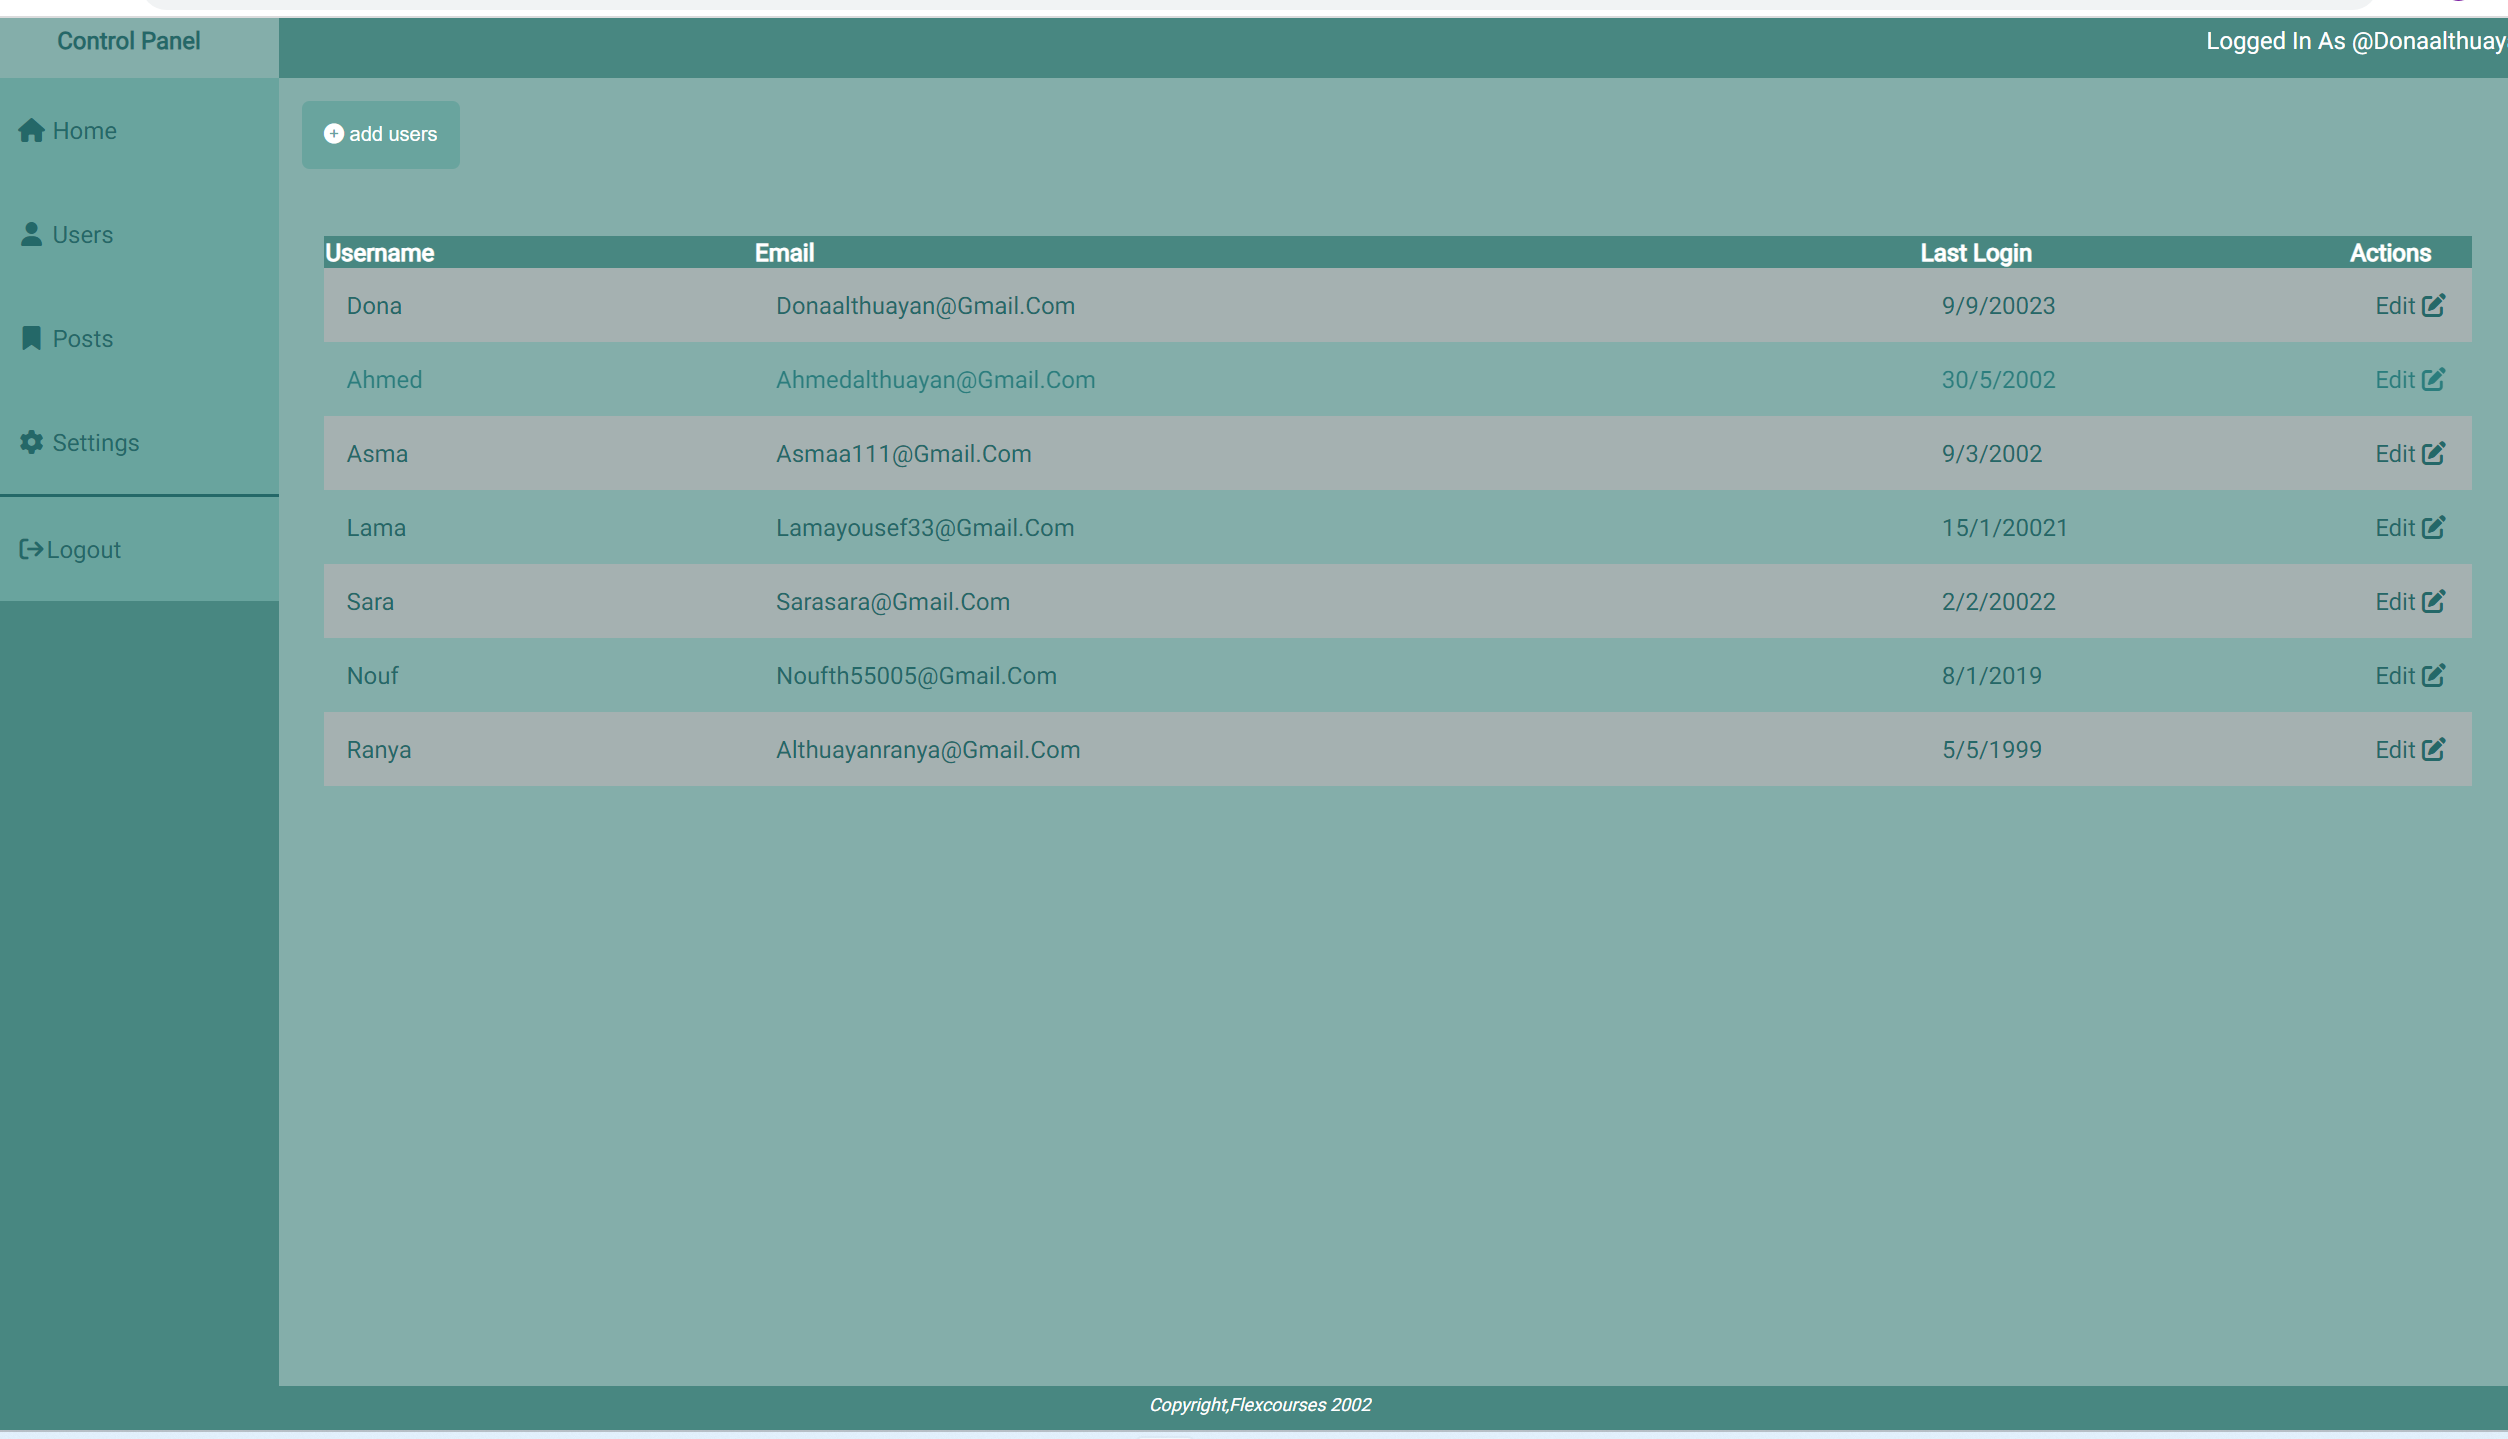 Control Panel
Logged In As @Donaalthuay
Home
Users
Posts
Settings
Logout
add users
Username Email Last Login Actions
Dona Donaalthuayan@Gmail.Com 9/9/20023 Edit
Ahmed Ahmedalthuayan@Gmail.Com 30/5/2002 Edit
Asma Asmaa111@Gmail.Com 9/3/2002 Edit
Lama Lamayousef33@Gmail.Com 15/1/20021 Edit
Sara Sarasara@Gmail.Com 2/2/20022 Edit
Nouf Noufth55005@Gmail.Com 8/1/2019 Edit
Ranya Althuayanranya@Gmail.Com 5/5/1999 Edit
Copyright,Flexcourses 2002